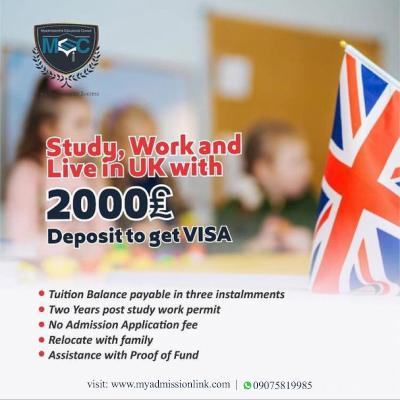 MSC
Study, Work and
Live in UK with
2000£
Deposit to get VISA
• Tuition Balance payable in three instalmments
• Two Years post study work permit
• No Admission Application fee
• Relocate with family
• Assistance with Proof of Fund
visit: www.myadmissionlink.com | 09075819985